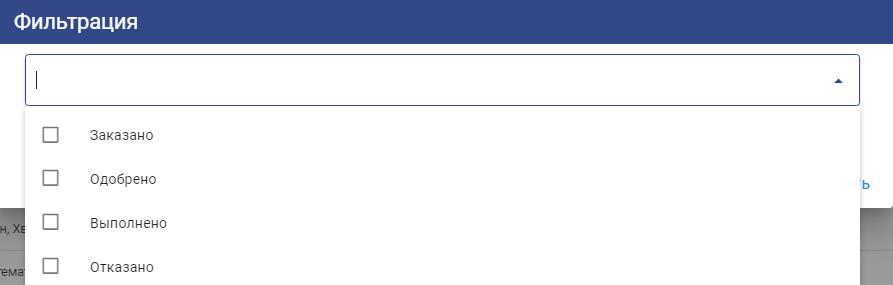 Фильтрация
Заказано
Одобрено
Выполнено
Отказано